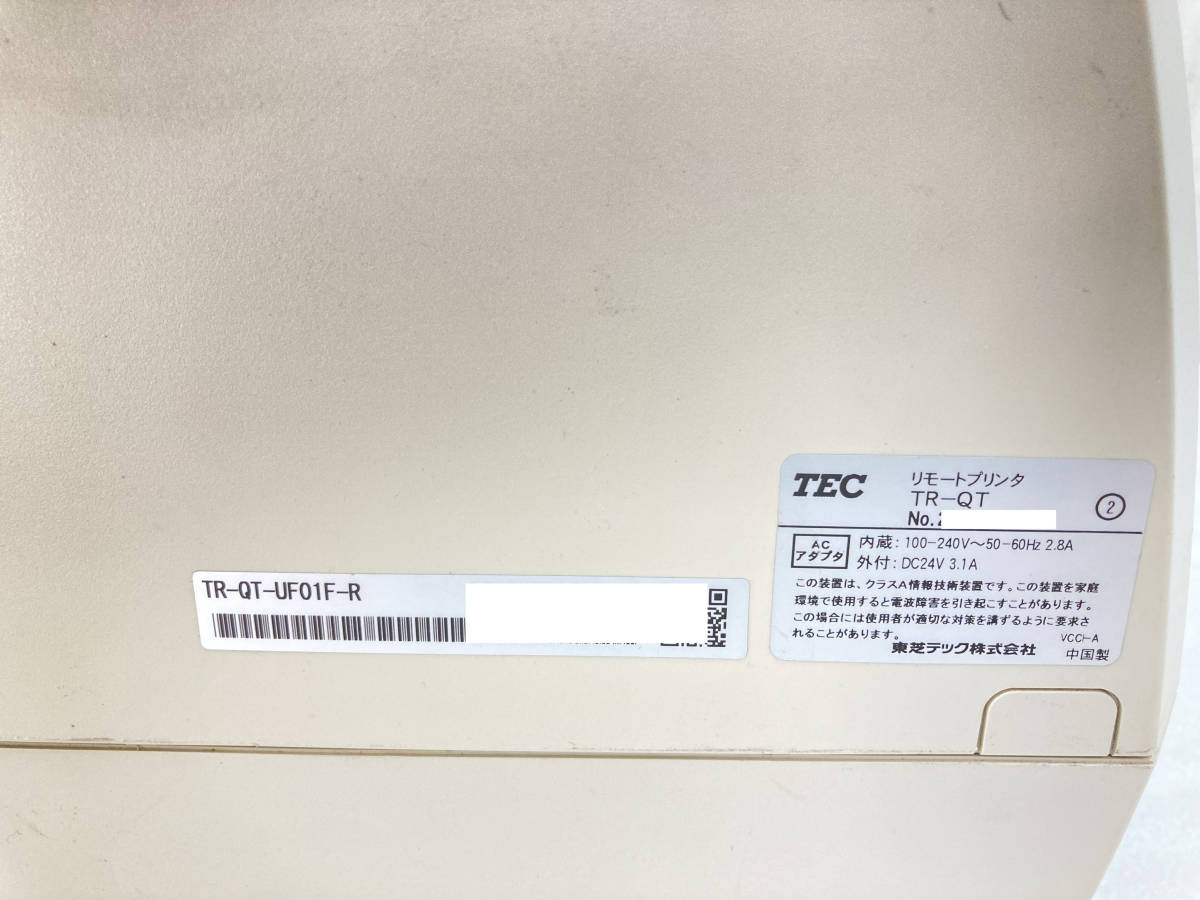 TR-QT-UF01F-R
TEC
リモートプリンタ
TR-QT
②
No.2
AC
アダプタ
内蔵: 100-240V～50-60Hz 2.8A
外付: DC24V 3.1A
この装置は、クラスA情報技術装置です。この装置を家庭
環境で使用すると電波障害を引き起こすことがあります。
この場合には使用者が適切な対策を講ずるように要求さ
れることがあります。
VCCI-A
東芝テック株式会社
中国製